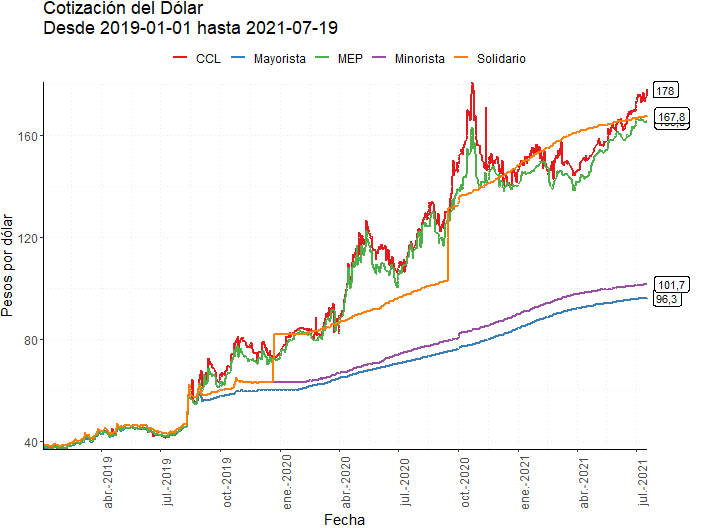 Cotización del Dólar
Desde 2019-01-01 hasta 2021-07-19
CCL Mayorista MEP Minorista Solidario
Pesos por dólar
160
120
80
40
178
167,8
101,7
96,3
abr.-2019
jul.-2019
oct.-2019
ene.-2020
abr.-2020
jul.-2020
oct.-2020
ene.-2021
abr.-2021
jul.-2021
Fecha